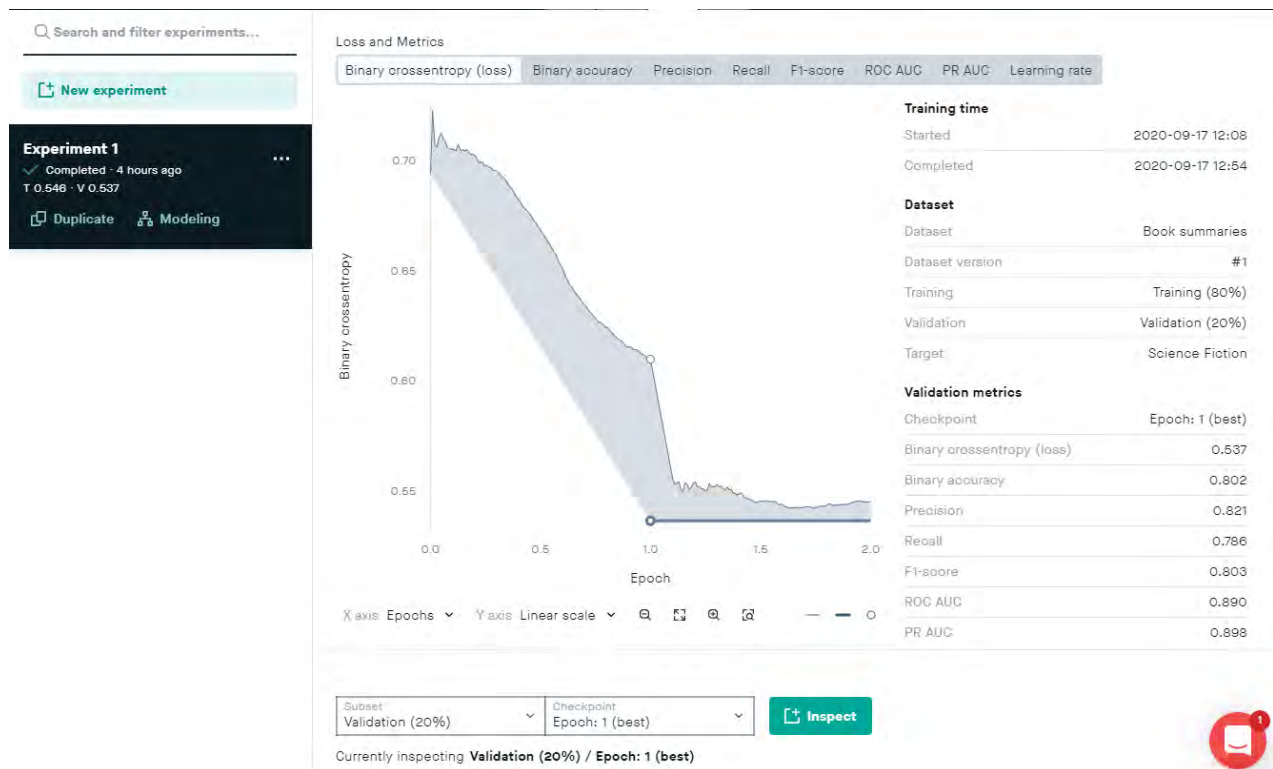 Search and filter experiments...
New experiment
Experiment 1
Completed · 4 hours ago
T 0.546 · V 0.537
Duplicate Modeling
Loss and Metrics
Binary crossentropy (loss) Binary accuracy Precision Recall F1-score ROC AUC PR AUC Learning rate
Binary crossentropy
0.70
0.65
0.60
0.55
0.0 0.5 1.0 1.5 2.0
Epoch
X axis Epochs Y axis Linear scale
Training time
Started 2020-09-17 12:08
Completed 2020-09-17 12:54
Dataset
Dataset Book summaries
Dataset version #1
Training Training (80%)
Validation Validation (20%)
Target Science Fiction
Validation metrics
Checkpoint Epoch: 1 (best)
Binary crossentropy (loss) 0.537
Binary accuracy 0.802
Precision 0.821
Recall 0.786
F1-score 0.803
ROC AUC 0.890
PR AUC 0.898
Subset
Validation (20%)
Checkpoint
Epoch: 1 (best)
Inspect
Currently inspecting Validation (20%) / Epoch: 1 (best)
1